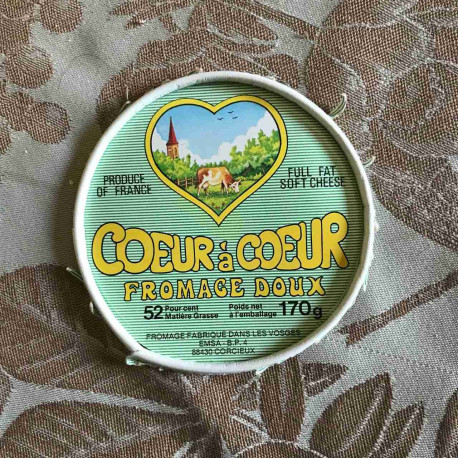 PRODUCE
OF FRANCE
FULL FAT
SOFT CHEESE
COEUR à COEUR
FROMAGE DOUX
52 Pour cent
Matière Grasse
Poids net
à l'emballage
170g
FROMAGE FABRIQUÉ DANS LES VOSGES
EMSA - B.P. 4
88430 CORCIEUX